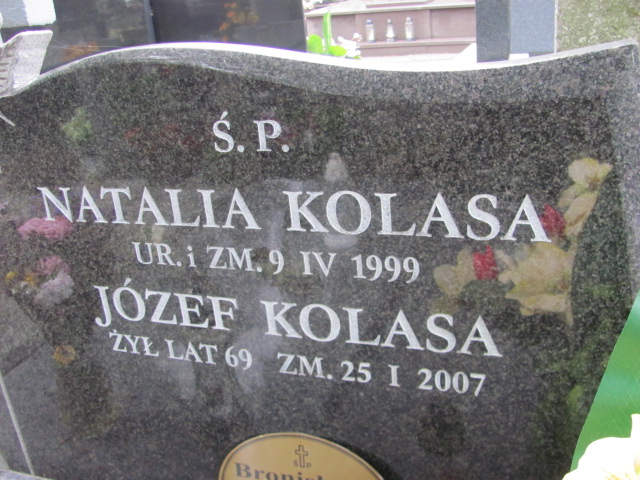 Ś. P.
NATALIA KOLASA
UR. i ZM. 9 IV 1999
JÓZEF KOLASA
ŻYŁ LAT 69 ZM. 25 I 2007
S P